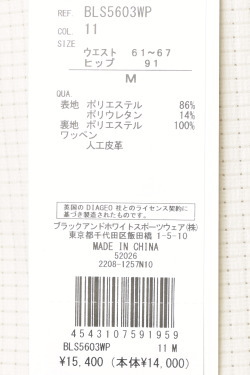 REF. BLS5603WP
COL. 11
SIZE
ウエスト 61~67
ヒップ 91
M
QUA.
表地 ポリエステル 86%
ポリウレタン 14%
裏地 ポリエステル 100%
ワッペン
人工皮革
英国の DIAGEO 社とのライセンス契約に
基づき製造されたものです。
ブラックアンドホワイトスポーツウェア(株)
東京都千代田区飯田橋 1-5-10
MADE IN CHINA
52026
2208-1257N10
4543107591959
BLS5603WP 11 M
¥15,400 (本体¥14,000)